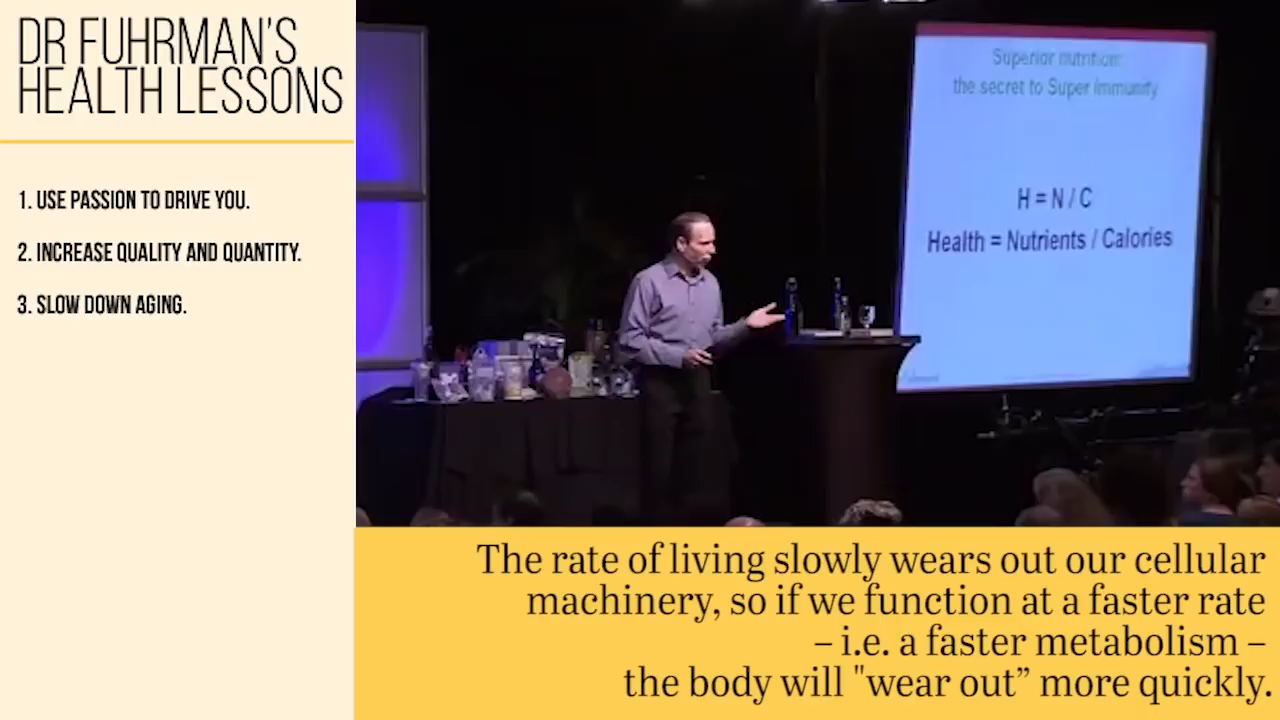 DR FUHRMAN'S
HEALTH LESSONS
1. USE PASSION TO DRIVE YOU.
2. INCREASE QUALITY AND QUANTITY.
3. SLOW DOWN AGING.
Superior nutrition:
the secret to Super Immunity
H = N / C
Health = Nutrients / Calories
The rate of living slowly wears out our cellular
machinery, so if we function at a faster rate
– i.e. a faster metabolism –
the body will "wear out” more quickly.